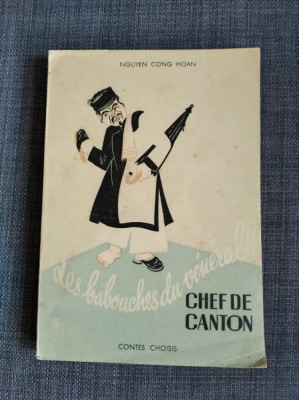 NGUYEN CONG HOAN
Les babouches du vénérable
CHEF DE
CANTON
CONTES CHOISIS